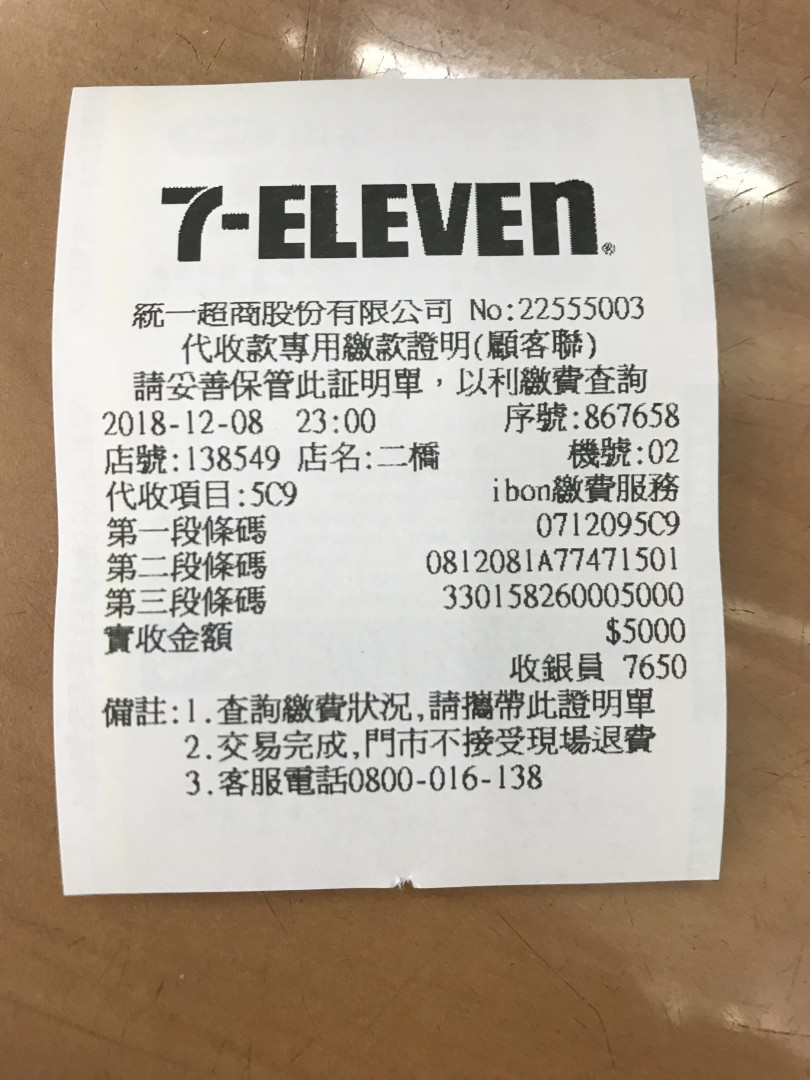 7-ELEVEn®
統一超商股份有限公司 No:22555003
代收款專用繳款證明(顧客聯)
請妥善保管此証明單,以利繳費查詢
2018-12-08 23:00 序號:867658
店號:138549 店名:二橋 機號:02
代收項目:5C9 ibon繳費服務
第一段條碼 0712095C9
第二段條碼 0812081A77471501
第三段條碼 330158260005000
實收金額 $5000
收銀員 7650
備註:1.查詢繳費狀況,請攜帶此證明單
2.交易完成,門市不接受現場退費
3.客服電話0800-016-138